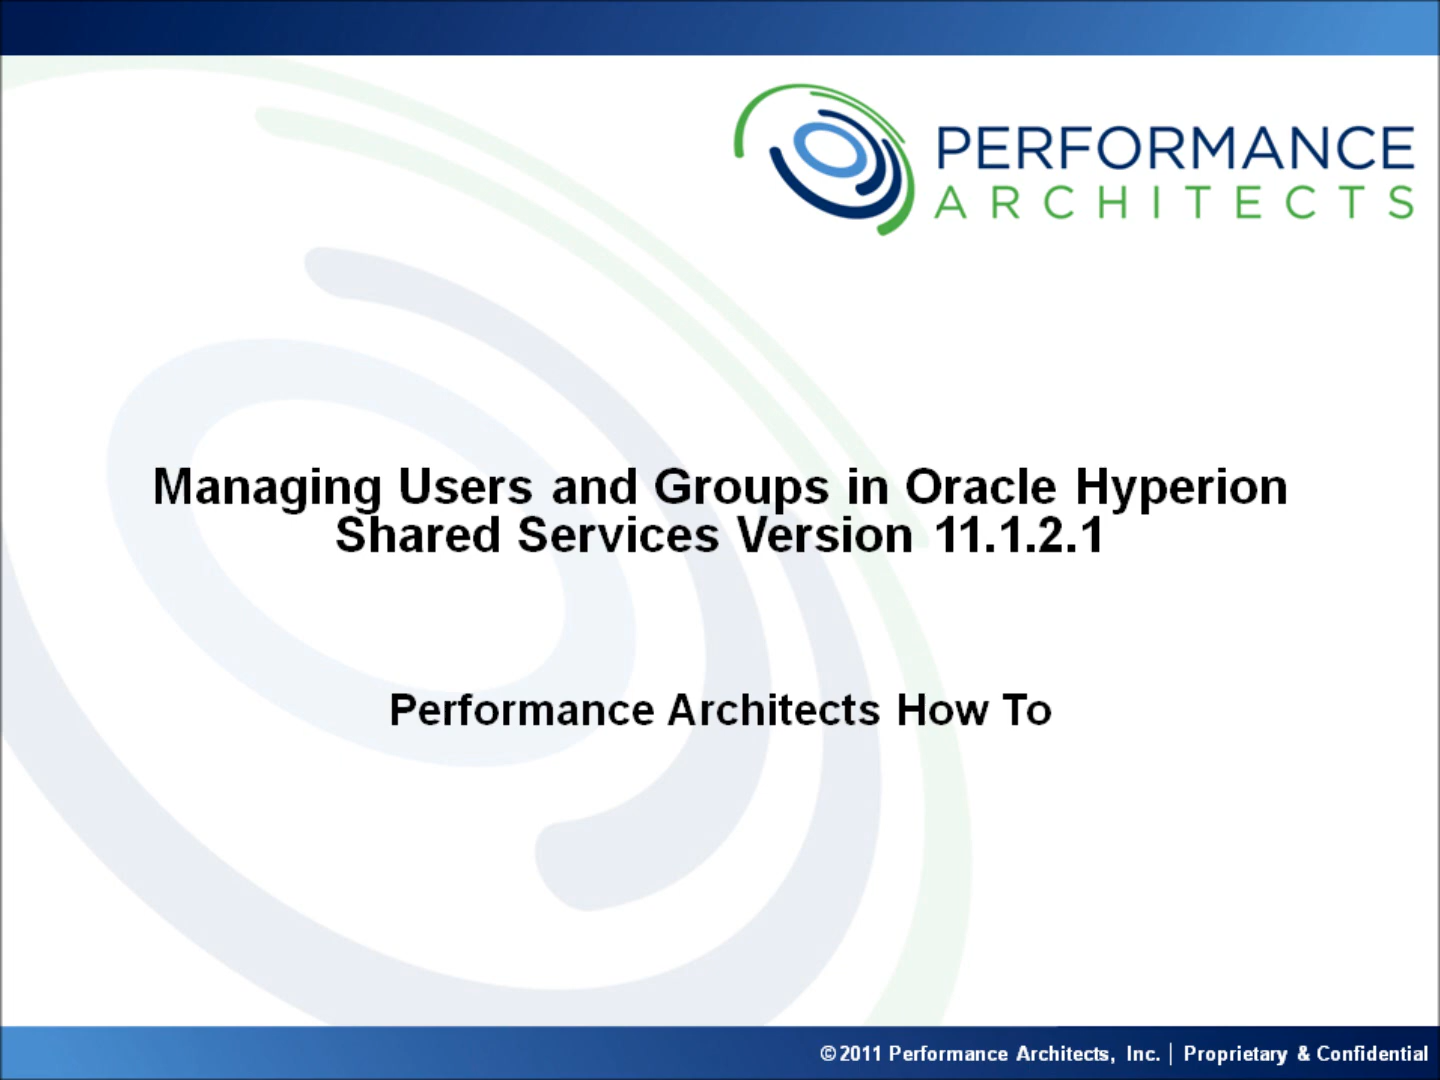 PERFORMANCE
ARCHITECTS
Managing Users and Groups in Oracle Hyperion
Shared Services Version 11.1.2.1
Performance Architects How To
© 2011 Performance Architects, Inc. | Proprietary & Confidential